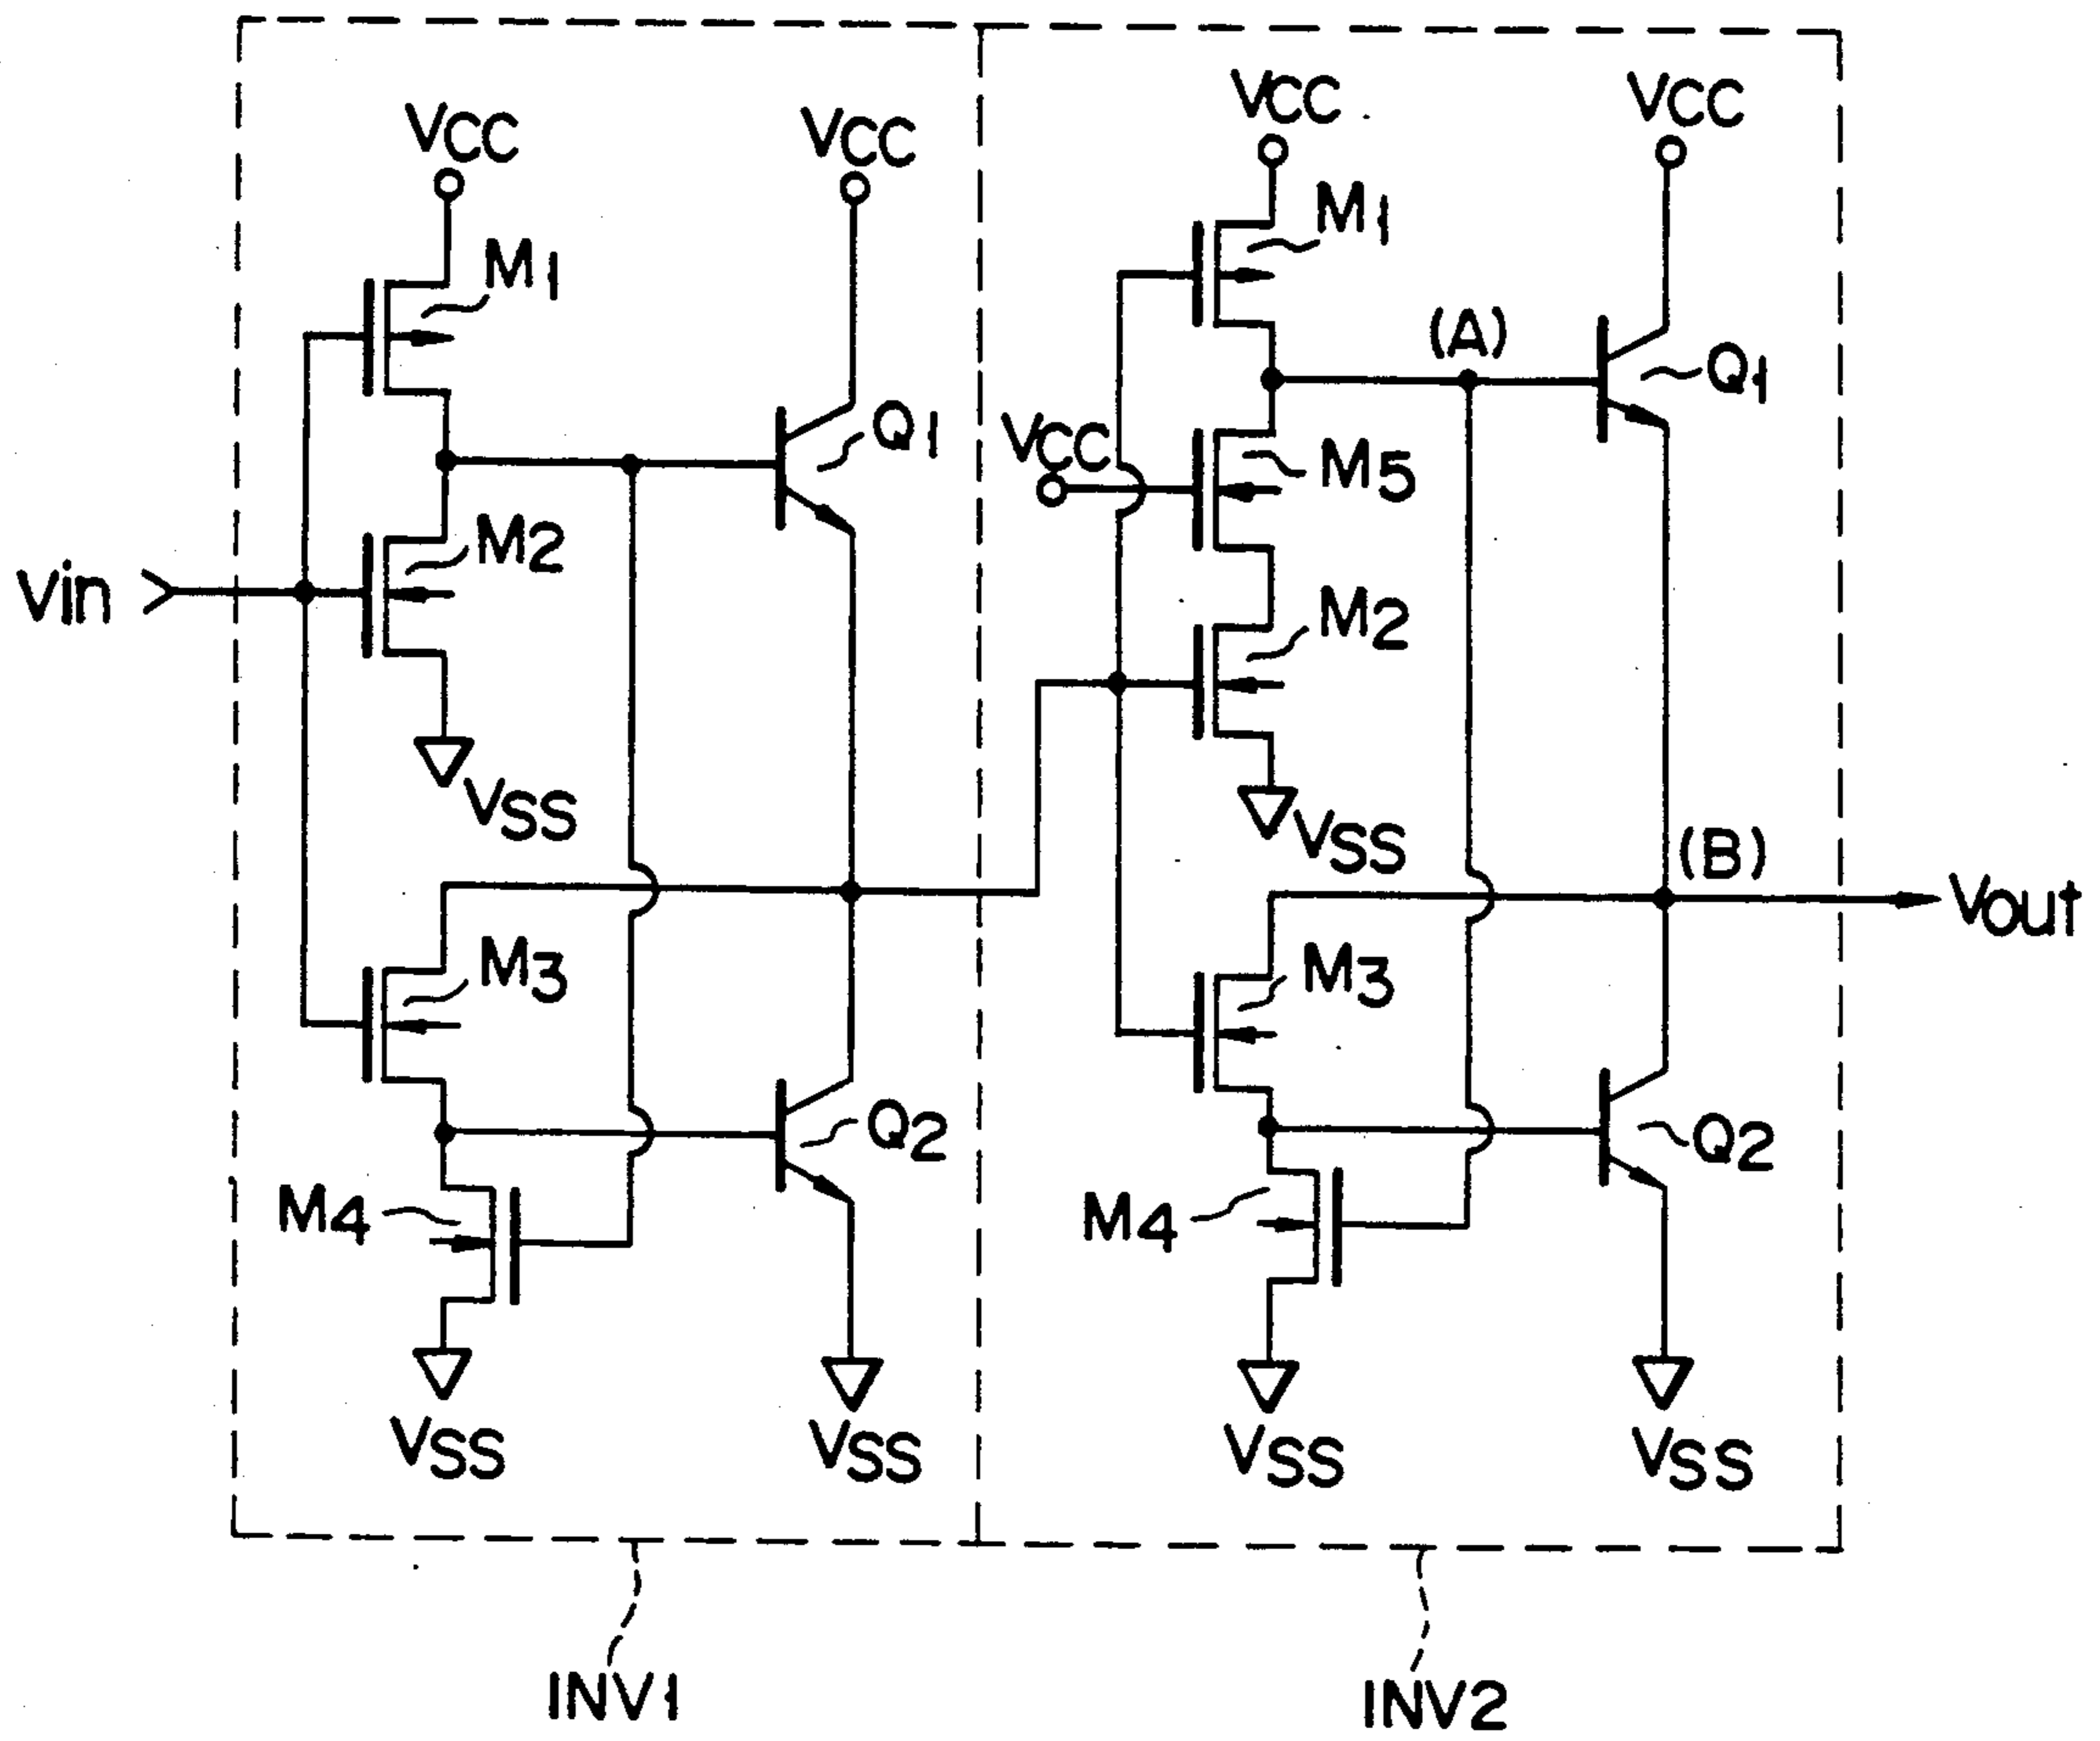 VCC
VCC
M1
Q1
M2
Vin
VSS
M3
Q2
M4
VSS
VSS
INV1
VCC
VCC
M1
(A)
Q1
VCC
M5
M2
VSS
(B)
Vout
M3
Q2
M4
VSS
VSS
INV2